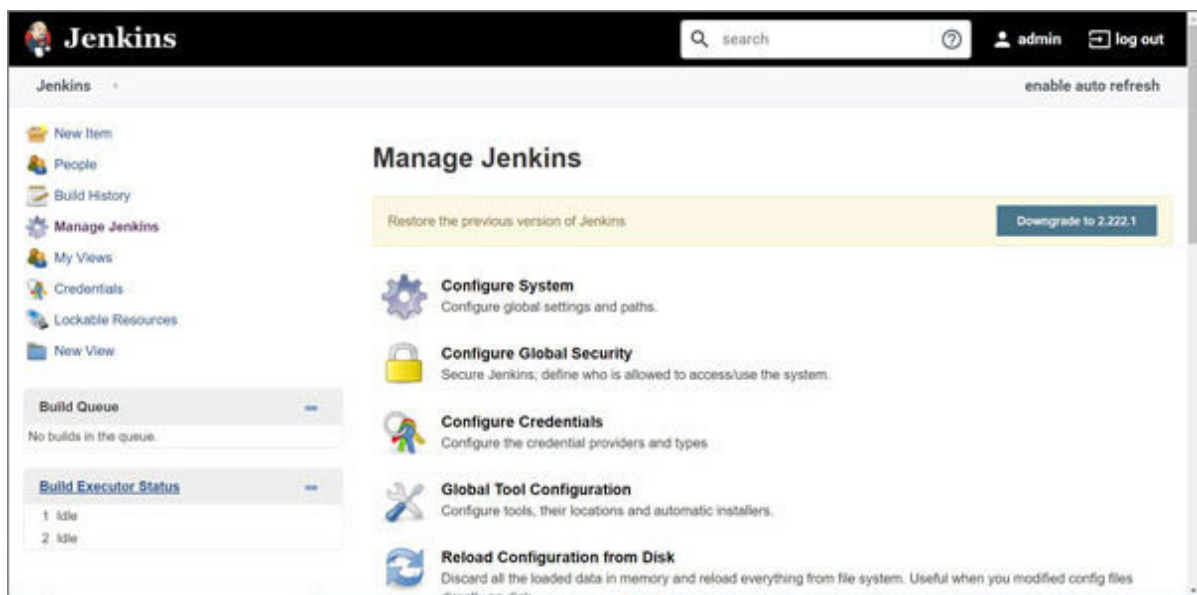 Jenkins
search
admin
log out
Jenkins
enable auto refresh
New Item
People
Build History
Manage Jenkins
My Views
Credentials
Lockable Resources
New View
Build Queue
No builds in the queue.
Build Executor Status
1 Idle
2 Idle
Manage Jenkins
Restore the previous version of Jenkins
Downgrade to 2.222.1
Configure System
Configure global settings and paths.
Configure Global Security
Secure Jenkins; define who is allowed to access/use the system.
Configure Credentials
Configure the credential providers and types
Global Tool Configuration
Configure tools, their locations and automatic installers.
Reload Configuration from Disk
Discard all the loaded data in memory and reload everything from file system. Useful when you modified config files